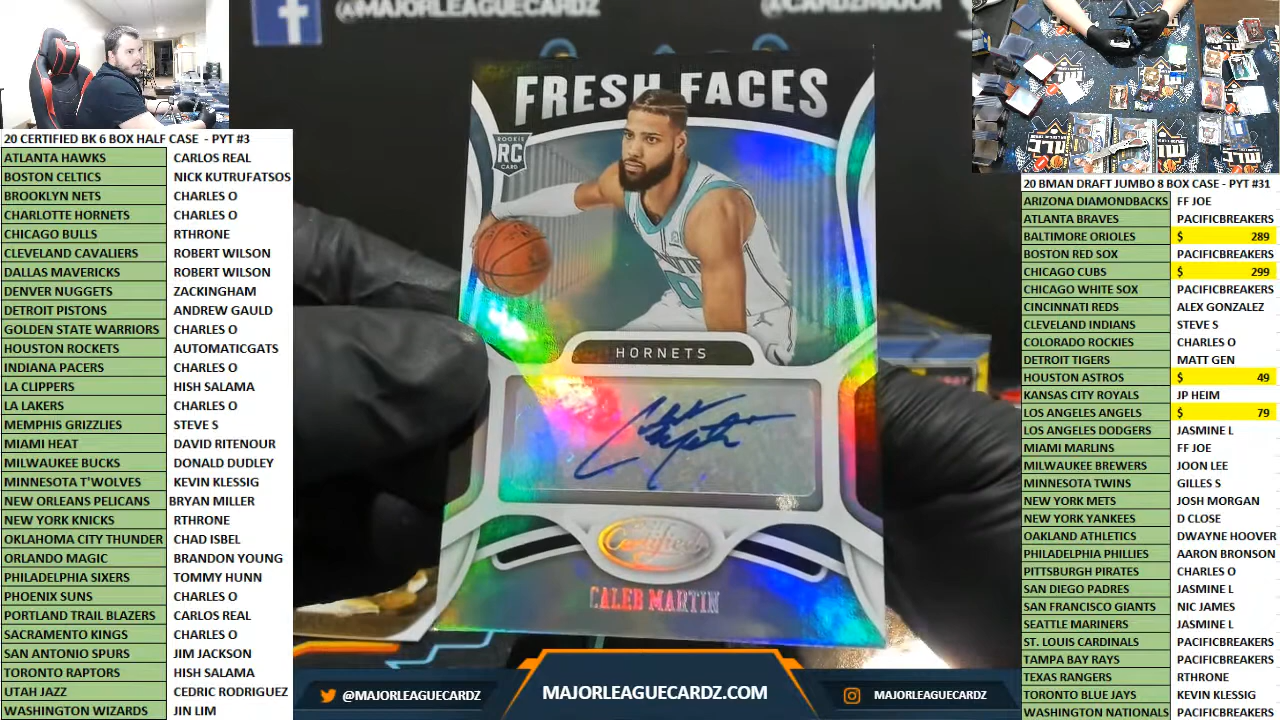 @MAJORLEAGUECARDZ
@CARDZMAJOR
20 CERTIFIED BK 6 BOX HALF CASE - PYT #3
ATLANTA HAWKS CARLOS REAL
BOSTON CELTICS NICK KUTRUFATSOS
BROOKLYN NETS CHARLES O
CHARLOTTE HORNETS CHARLES O
CHICAGO BULLS RTHRONE
CLEVELAND CAVALIERS ROBERT WILSON
DALLAS MAVERICKS ROBERT WILSON
DENVER NUGGETS ZACKINGHAM
DETROIT PISTONS ANDREW GAULD
GOLDEN STATE WARRIORS CHARLES O
HOUSTON ROCKETS AUTOMATICGATS
INDIANA PACERS CHARLES O
LA CLIPPERS HISH SALAMA
LA LAKERS CHARLES O
MEMPHIS GRIZZLIES STEVE S
MIAMI HEAT DAVID RITENOUR
MILWAUKEE BUCKS DONALD DUDLEY
MINNESOTA T'WOLVES KEVIN KLESSIG
NEW ORLEANS PELICANS BRYAN MILLER
NEW YORK KNICKS RTHRONE
OKLAHOMA CITY THUNDER CHAD ISBEL
ORLANDO MAGIC BRANDON YOUNG
PHILADELPHIA SIXERS TOMMY HUNN
PHOENIX SUNS CHARLES O
PORTLAND TRAIL BLAZERS CARLOS REAL
SACRAMENTO KINGS CHARLES O
SAN ANTONIO SPURS JIM JACKSON
TORONTO RAPTORS HISH SALAMA
UTAH JAZZ CEDRIC RODRIGUEZ
WASHINGTON WIZARDS JIN LIM
FRESH FACES
ROOKIE
RC
CARD
HORNETS
Certified
CALEB MARTIN
@MAJORLEAGUECARDZ
MAJORLEAGUECARDZ.COM
MAJORLEAGUECARDZ
20 BMAN DRAFT JUMBO 8 BOX CASE - PYT #31
ARIZONA DIAMONDBACKS FF JOE
ATLANTA BRAVES PACIFICBREAKERS
BALTIMORE ORIOLES $ 289
BOSTON RED SOX PACIFICBREAKERS
CHICAGO CUBS $ 299
CHICAGO WHITE SOX PACIFICBREAKERS
CINCINNATI REDS ALEX GONZALEZ
CLEVELAND INDIANS STEVE S
COLORADO ROCKIES CHARLES O
DETROIT TIGERS MATT GEN
HOUSTON ASTROS $ 49
KANSAS CITY ROYALS JP HEIM
LOS ANGELES ANGELS $ 79
LOS ANGELES DODGERS JASMINE L
MIAMI MARLINS FF JOE
MILWAUKEE BREWERS JOON LEE
MINNESOTA TWINS GILLES S
NEW YORK METS JOSH MORGAN
NEW YORK YANKEES D CLOSE
OAKLAND ATHLETICS DWAYNE HOOVER
PHILADELPHIA PHILLIES AARON BRONSON
PITTSBURGH PIRATES CHARLES O
SAN DIEGO PADRES JASMINE L
SAN FRANCISCO GIANTS NIC JAMES
SEATTLE MARINERS JASMINE L
ST. LOUIS CARDINALS PACIFICBREAKERS
TAMPA BAY RAYS PACIFICBREAKERS
TEXAS RANGERS RTHRONE
TORONTO BLUE JAYS KEVIN KLESSIG
WASHINGTON NATIONALS PACIFICBREAKERS